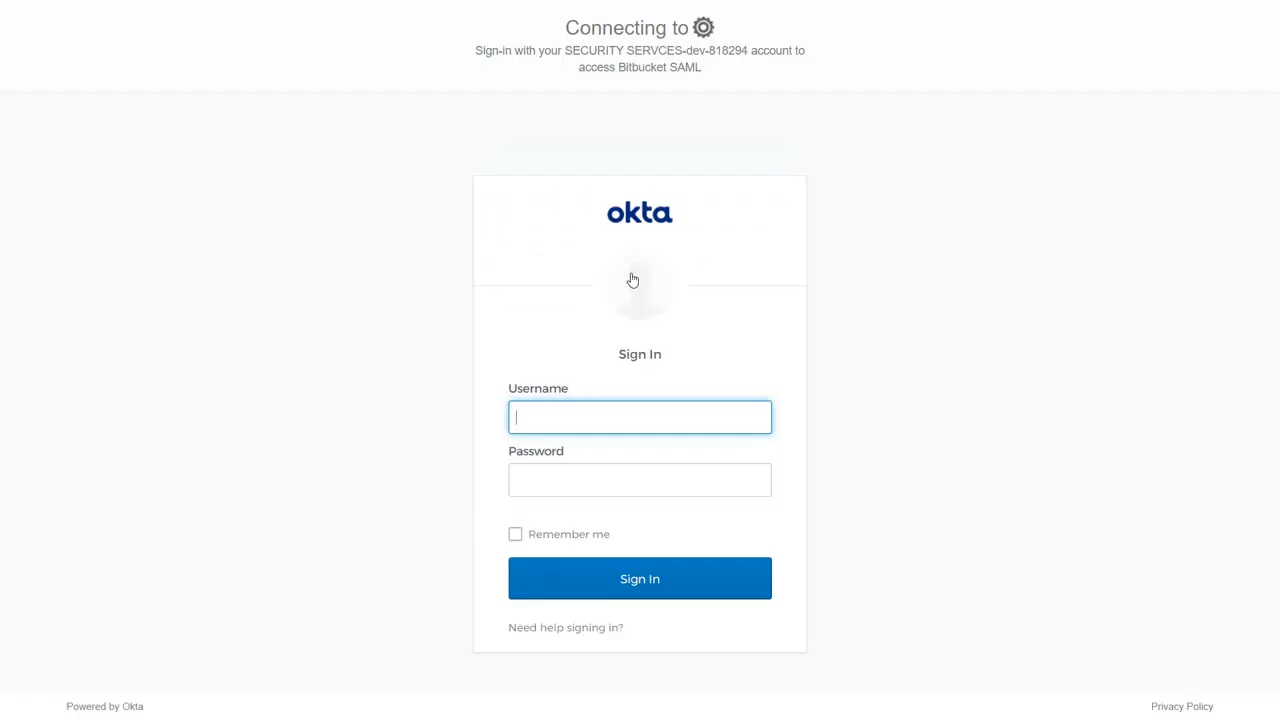 Connecting to
Sign-in with your SECURITY SERVCES-dev-818294 account to
access Bitbucket SAML
okta
Sign In
Username
Password
Remember me
Sign In
Need help signing in?
Powered by Okta
Privacy Policy